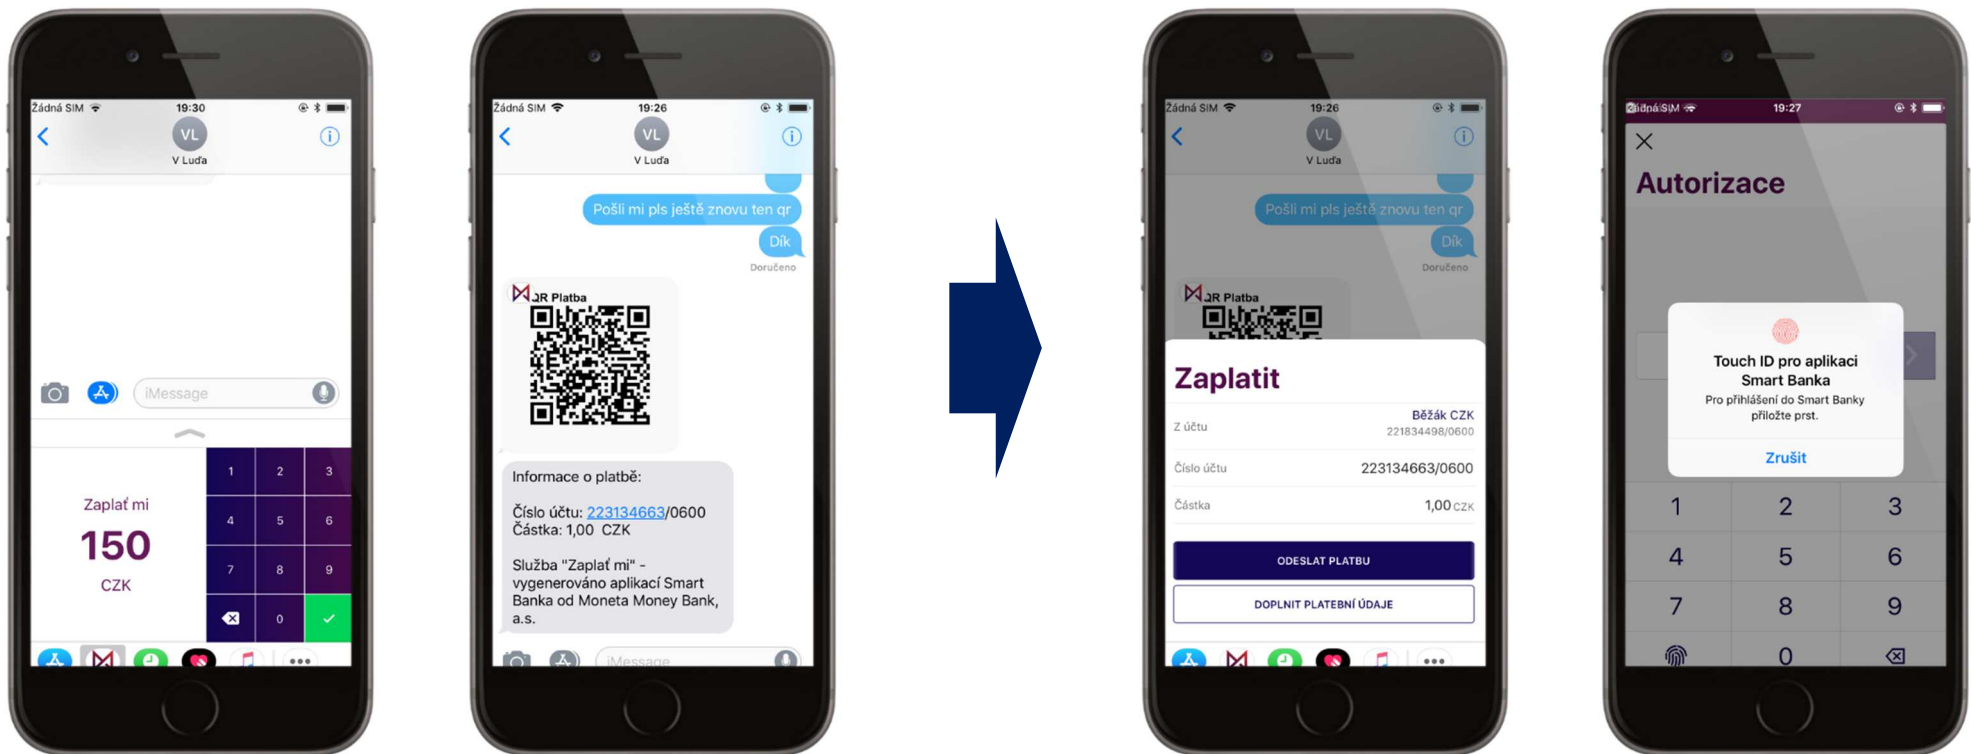 Žádná SIM 19:30
VL
V Luďa
iMessage
Zaplať mi
150
CZK
1 2 3
4 5 6
7 8 9
0
Žádná SIM 19:26
VL
V Luďa
Pošli mi pls ještě znovu ten qr
Dík
Doručeno
QR Platba
Informace o platbě:
Číslo účtu: 223134663/0600
Částka: 1,00 CZK
Služba "Zaplať mi" -
vygenerováno aplikací Smart
Banka od Moneta Money Bank,
a.s.
iMessage
Žádná SIM 19:26
VL
V Luďa
Pošli mi pls ještě znovu ten qr
Dík
Doručeno
QR Platba
Zaplatit
Běžák CZK
Z účtu 221834498/0600
Číslo účtu 223134663/0600
Částka 1,00 CZK
ODESLAT PLATBU
DOPLNIT PLATEBNÍ ÚDAJE
19:27
Autorizace
Touch ID pro aplikaci
Smart Banka
Pro přihlášení do Smart Banky
přiložte prst.
Zrušit
1 2 3
4 5 6
7 8 9
0